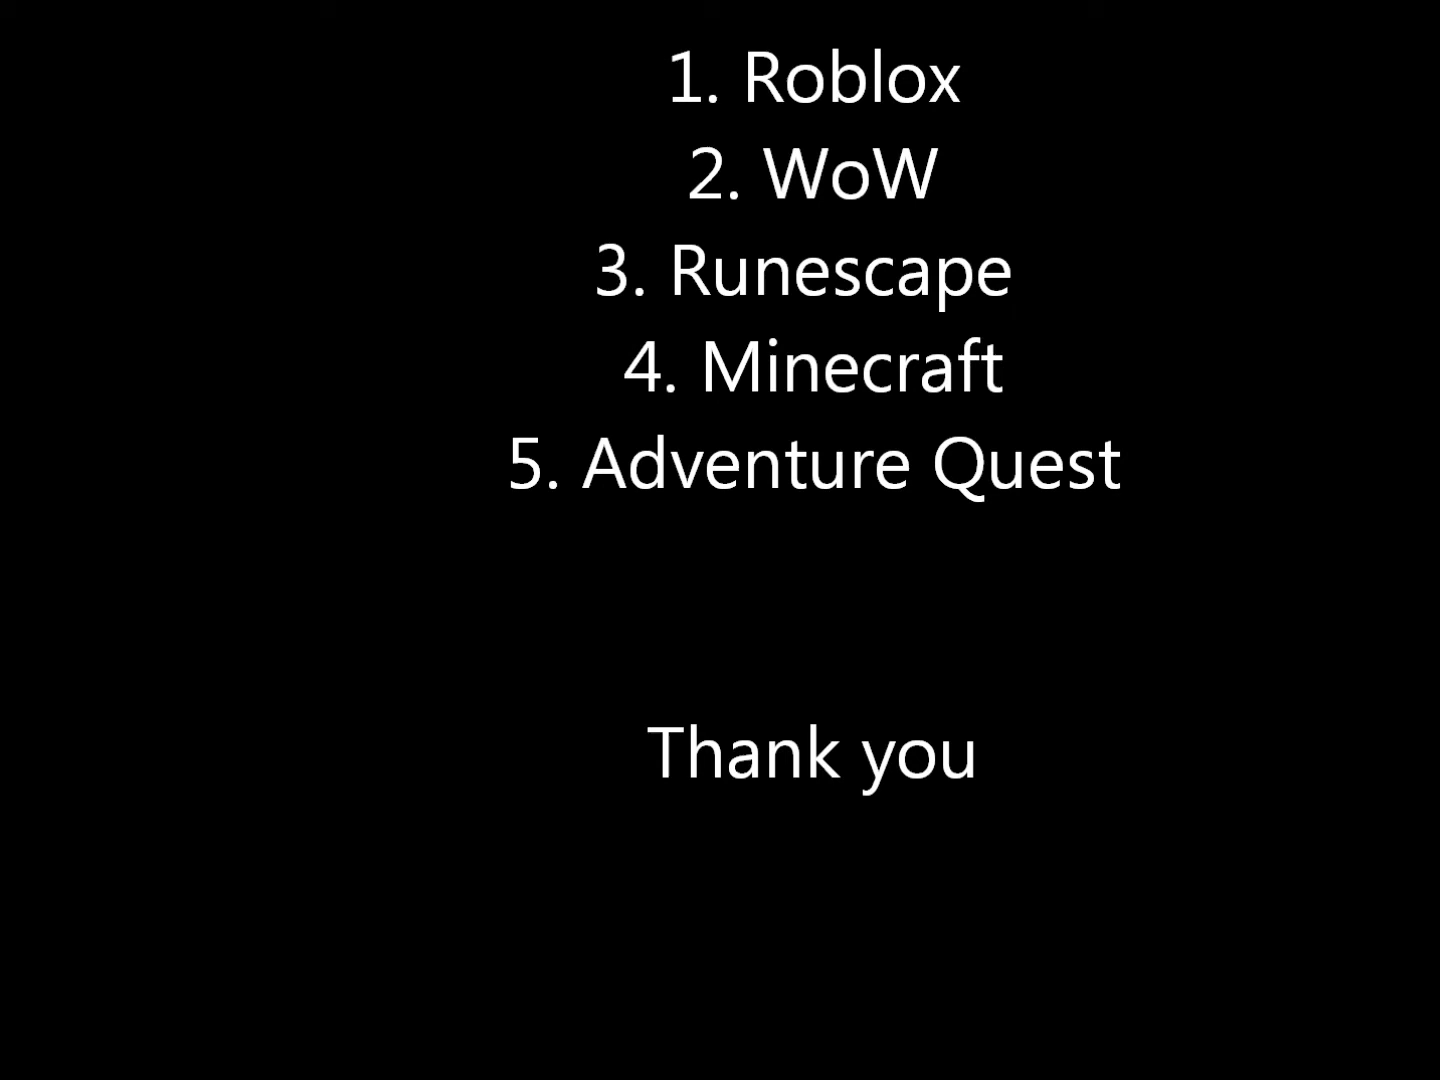 1. Roblox
2. WoW
3. Runescape
4. Minecraft
5. Adventure Quest
Thank you